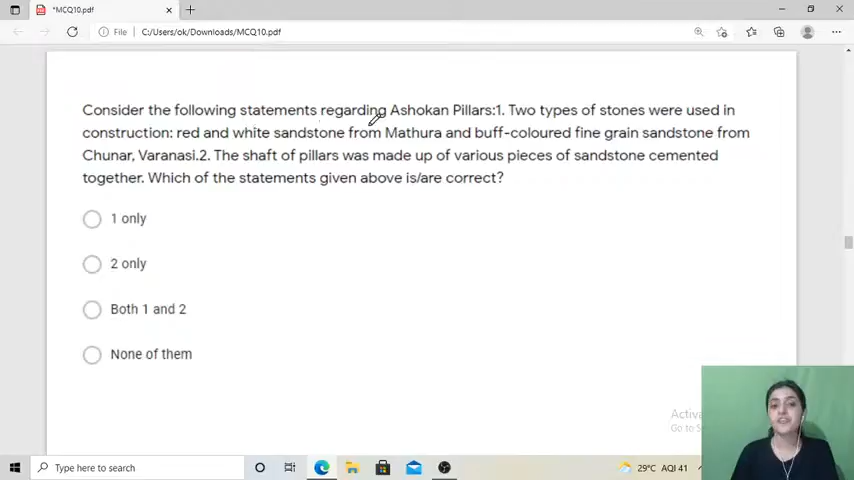 *MCQ10.pdf
File
C:/Users/ok/Downloads/MCQ10.pdf
Consider the following statements regarding Ashokan Pillars:1. Two types of stones were used in
construction: red and white sandstone from Mathura and buff-coloured fine grain sandstone from
Chunar, Varanasi.2. The shaft of pillars was made up of various pieces of sandstone cemented
together. Which of the statements given above is/are correct?
1 only
2 only
Both 1 and 2
None of them
Activa
Go to S
Type here to search
29°C AQI 41